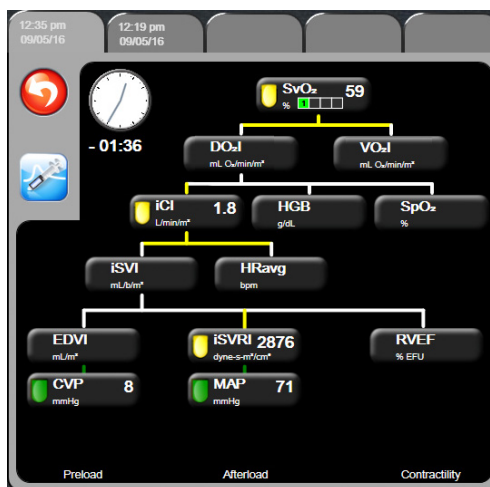 12:35 pm 12:19 pm
09/05/16 09/05/16
SvO₂ 59
% 1
- 01:36
DO₂I VO₂I
mL O₂/min/m² mL O₂/min/m²
iCI 1.8 HGB SpO₂
L/min/m² g/dL %
iSVI HRavg
mL/b/m² bpm
EDVI iSVRI 2876 RVEF
mL/m² dyne-s-m²/cm⁵ % EFU
CVP 8 MAP 71
mmHg mmHg
Preload Afterload Contractility